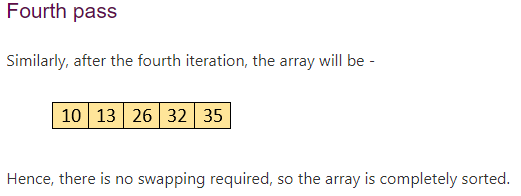 Fourth pass
Similarly, after the fourth iteration, the array will be -
10 13 26 32 35
Hence, there is no swapping required, so the array is completely sorted.